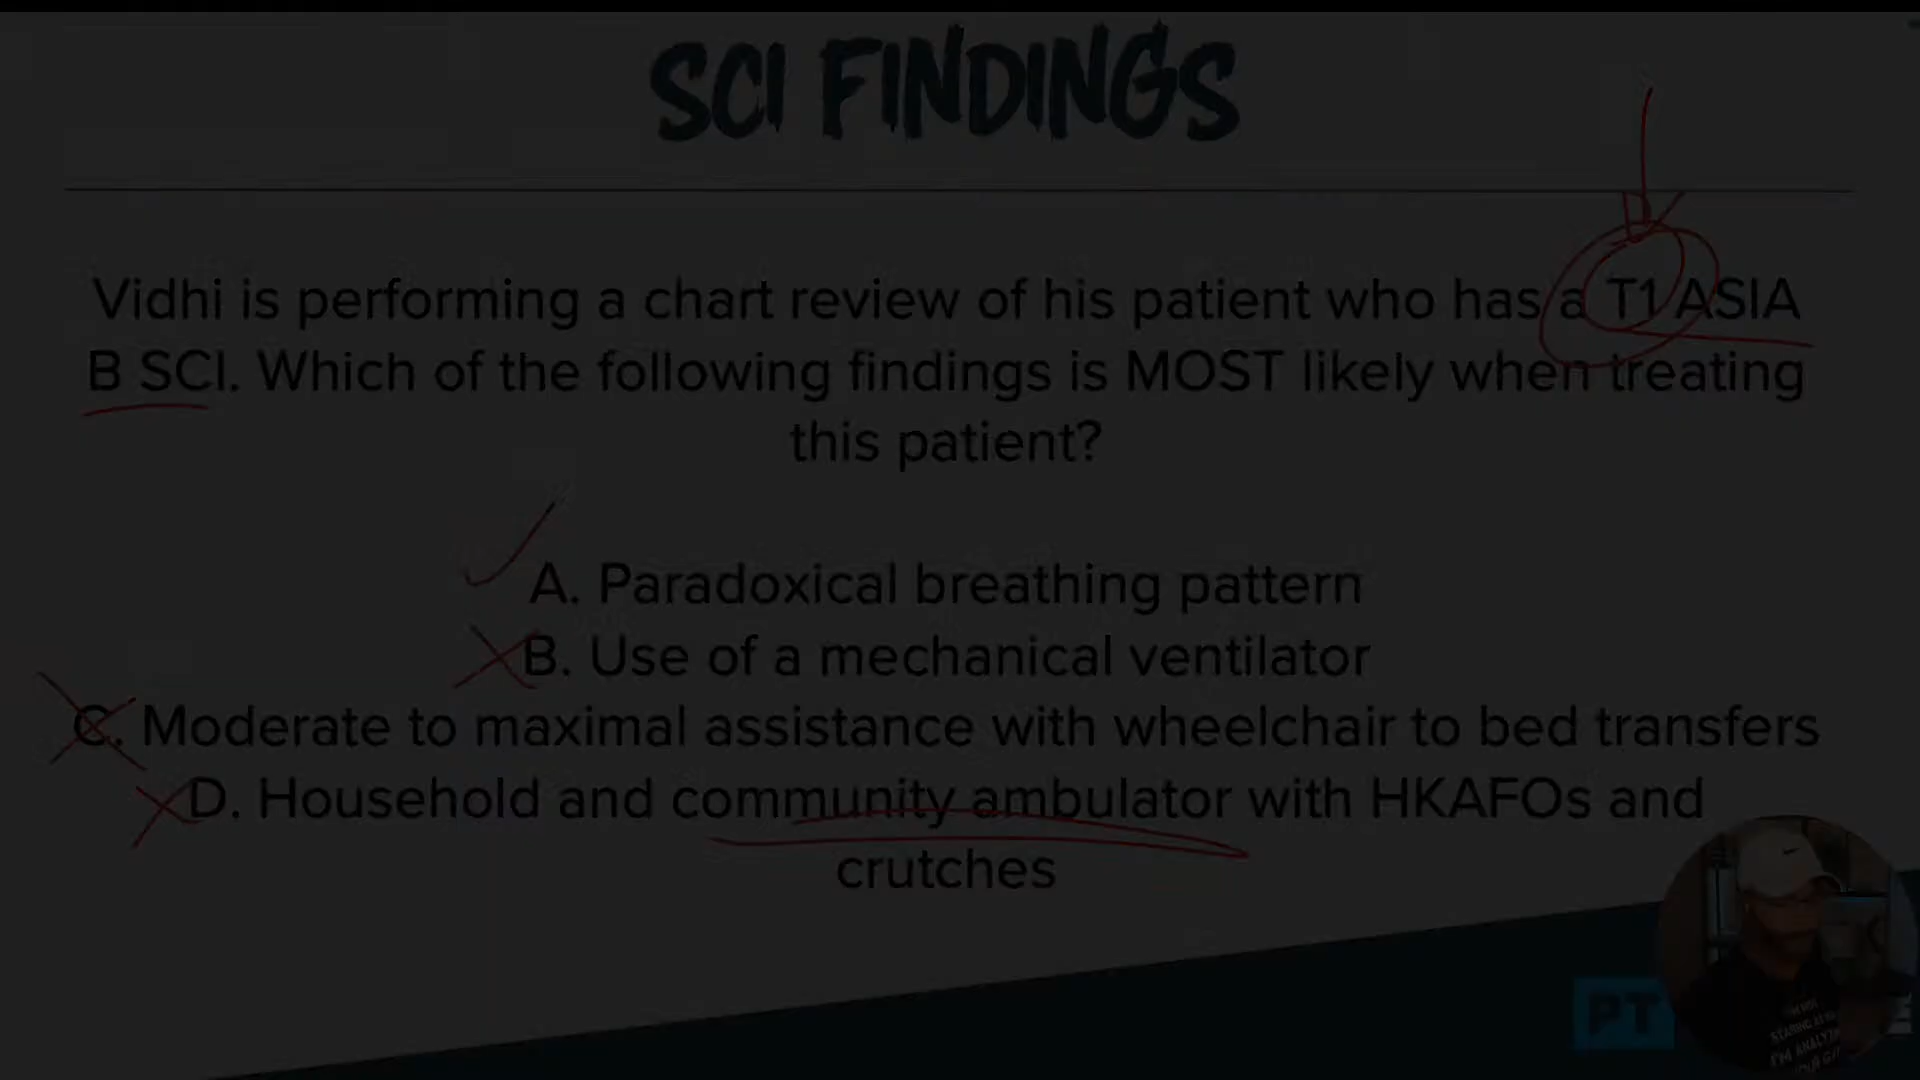 SCI FINDINGS
Vidhi is performing a chart review of his patient who has a T1 ASIA
B SCI. Which of the following findings is MOST likely when treating
this patient?
A. Paradoxical breathing pattern
B. Use of a mechanical ventilator
C. Moderate to maximal assistance with wheelchair to bed transfers
D. Household and community ambulator with HKAFOs and
crutches
PT